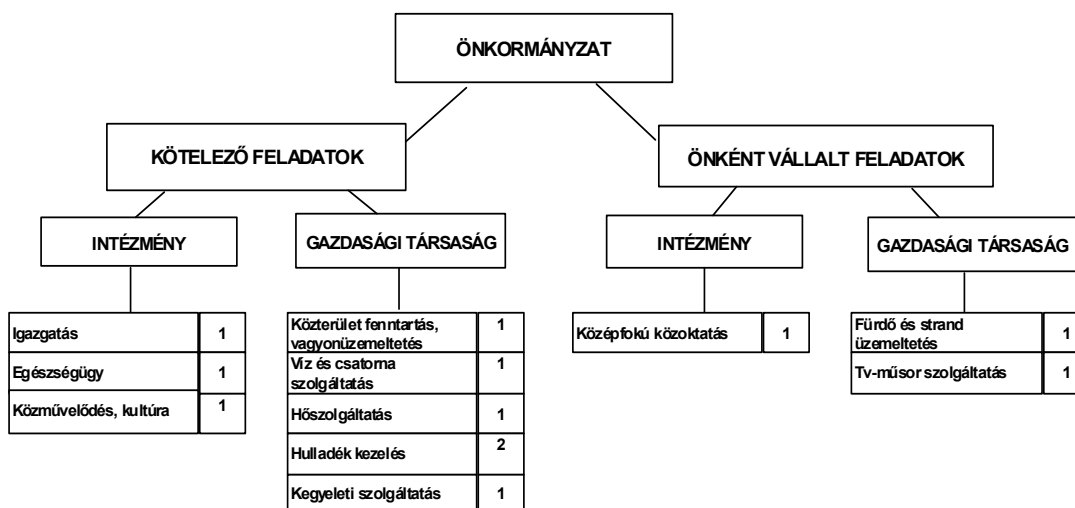 ÖNKORMÁNYZAT
KÖTELEZŐ FELADATOK
ÖNKÉNT VÁLLALT FELADATOK
INTÉZMÉNY
GAZDASÁGI TÁRSASÁG
INTÉZMÉNY
GAZDASÁGI TÁRSASÁG
Igazgatás 1
Egészségügy 1
Közművelődés, kultúra 1
Közterület fenntartás, 1
vagyonüzemeltetés
Víz és csatorna 1
szolgáltatás
Hőszolgáltatás 1
Hulladék kezelés 2
Kegyeleti szolgáltatás 1
Középfokú közoktatás 1
Fürdő és strand 1
üzemeltetés
Tv-műsor szolgáltatás 1